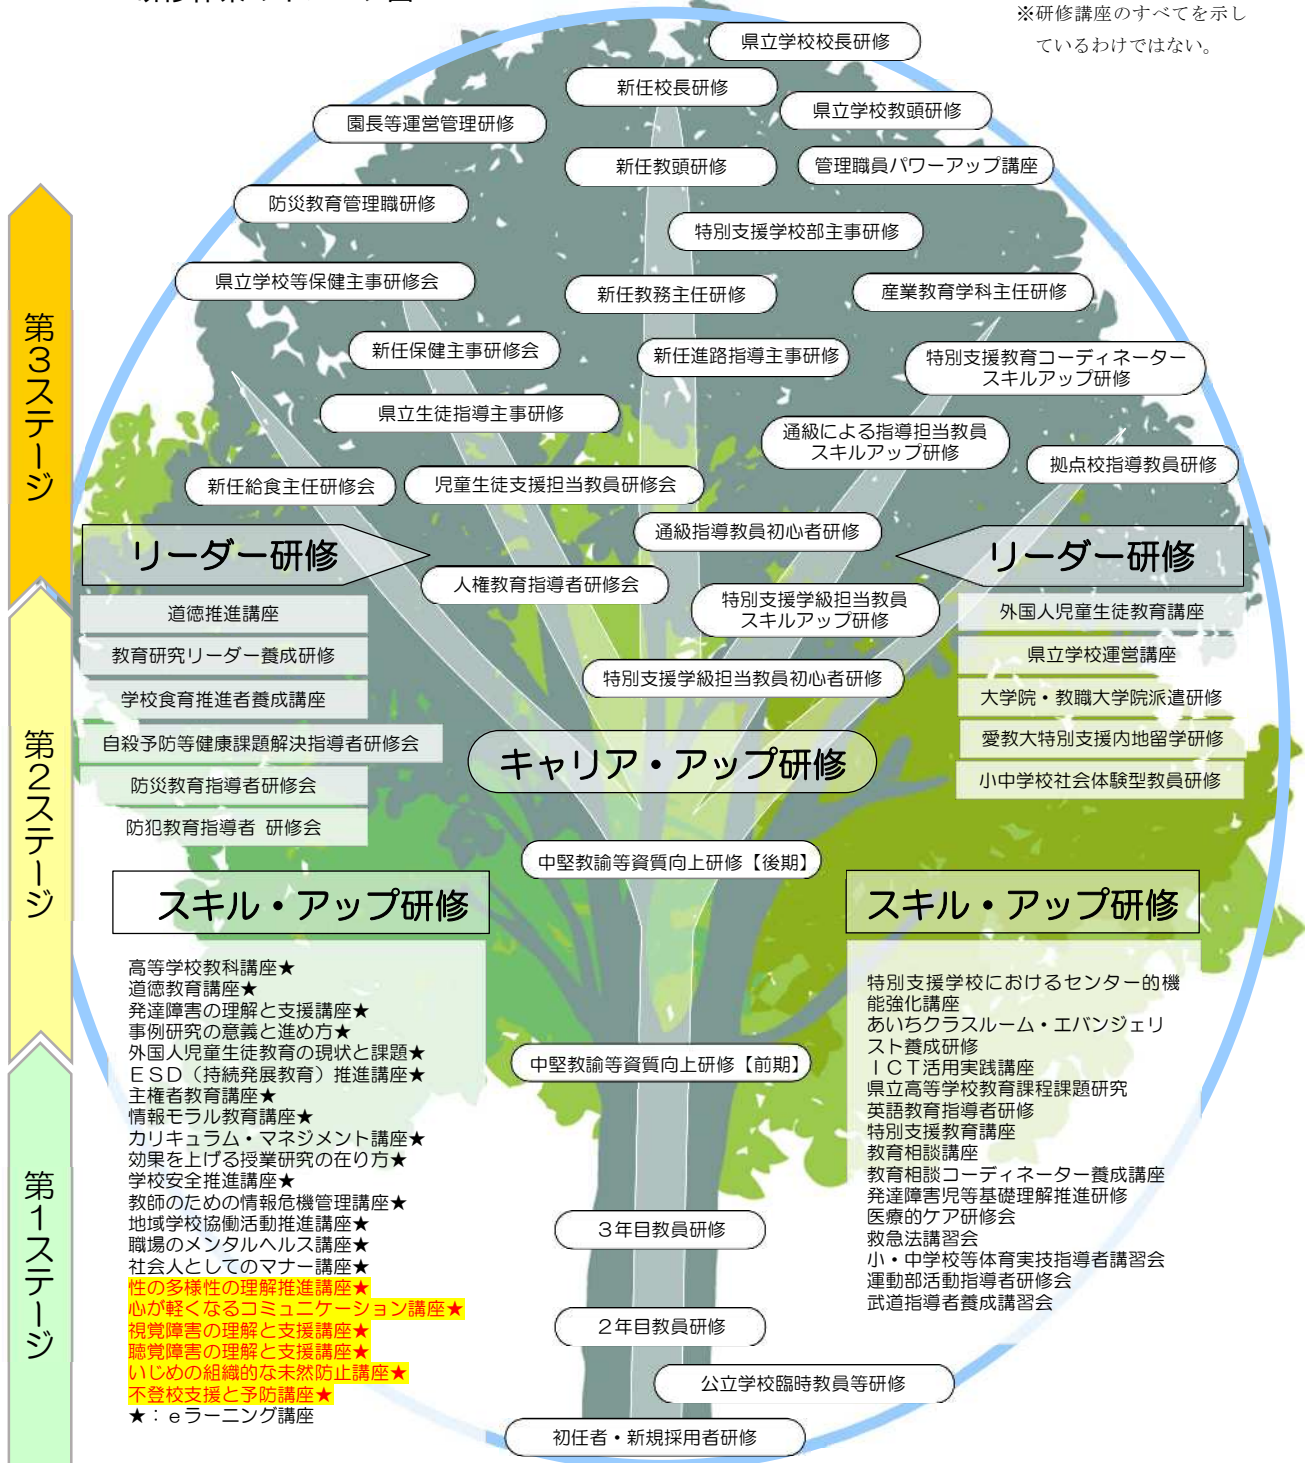 ※研修講座のすべてを示し
ているわけではない。
県立学校校長研修
新任校長研修
県立学校教頭研修
園長等運営管理研修
新任教頭研修
管理職員パワーアップ講座
防災教育管理職研修
特別支援学校部主事研修
県立学校等保健主事研修会
新任教務主任研修
産業教育学科主任研修
新任保健主事研修会
新任進路指導主事研修
特別支援教育コーディネーター
スキルアップ研修
県立生徒指導主事研修
通級による指導担当教員
スキルアップ研修
拠点校指導教員研修
新任給食主任研修会
児童生徒支援担当教員研修会
通級指導教員初心者研修
人権教育指導者研修会
特別支援学級担当教員
スキルアップ研修
特別支援学級担当教員初心者研修
キャリア・アップ研修
中堅教諭等資質向上研修【後期】
中堅教諭等資質向上研修【前期】
3年目教員研修
2年目教員研修
公立学校臨時教員等研修
初任者・新規採用者研修
第3ステージ
第2ステージ
第1ステージ
リーダー研修
道徳推進講座
教育研究リーダー養成研修
学校食育推進者養成講座
自殺予防等健康課題解決指導者研修会
防災教育指導者研修会
防犯教育指導者 研修会
リーダー研修
外国人児童生徒教育講座
県立学校運営講座
大学院・教職大学院派遣研修
愛教大特別支援内地留学研修
小中学校社会体験型教員研修
スキル・アップ研修
高等学校教科講座★
道徳教育講座★
発達障害の理解と支援講座★
事例研究の意義と進め方★
外国人児童生徒教育の現状と課題★
ESD（持続発展教育）推進講座★
主権者教育講座★
情報モラル教育講座★
カリキュラム・マネジメント講座★
効果を上げる授業研究の在り方★
学校安全推進講座★
教師のための情報危機管理講座★
地域学校協働活動推進講座★
職場のメンタルヘルス講座★
社会人としてのマナー講座★
性の多様性の理解推進講座★
心が軽くなるコミュニケーション講座★
視覚障害の理解と支援講座★
聴覚障害の理解と支援講座★
いじめの組織的な未然防止講座★
不登校支援と予防講座★
★：eラーニング講座
スキル・アップ研修
特別支援学校におけるセンター的機
能強化講座
あいちクラスルーム・エバンジェリ
スト養成研修
ICT活用実践講座
県立高等学校教育課程課題研究
英語教育指導者研修
特別支援教育講座
教育相談講座
教育相談コーディネーター養成講座
発達障害児等基礎理解推進研修
医療的ケア研修会
救急法講習会
小・中学校等体育実技指導者講習会
運動部活動指導者研修会
武道指導者養成講習会